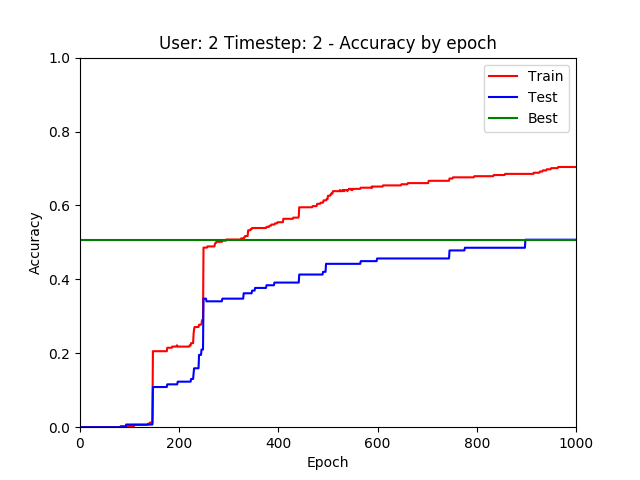 User: 2 Timestep: 2 - Accuracy by epoch
1.0
0.8
0.6
0.4
0.2
0.0
Accuracy
Train
Test
Best
0 200 400 600 800 1000
Epoch